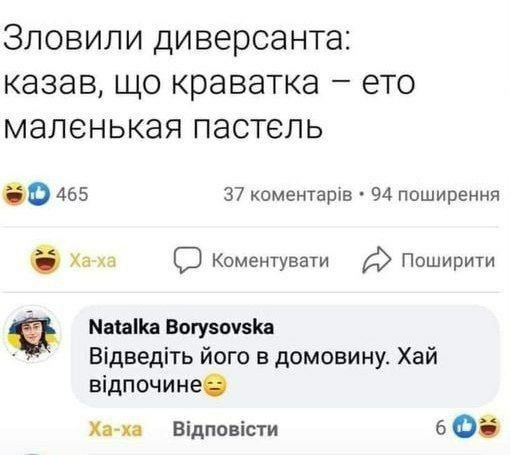 Зловили диверсанта:
казав, що краватка – ето
малєнькая пастєль
465
37 коментарів • 94 поширення
Ха-ха
Коментувати
Поширити
Natalka Borysovska
Відведіть його в домовину. Хай
відпочине😑
Ха-ха Відповісти 6